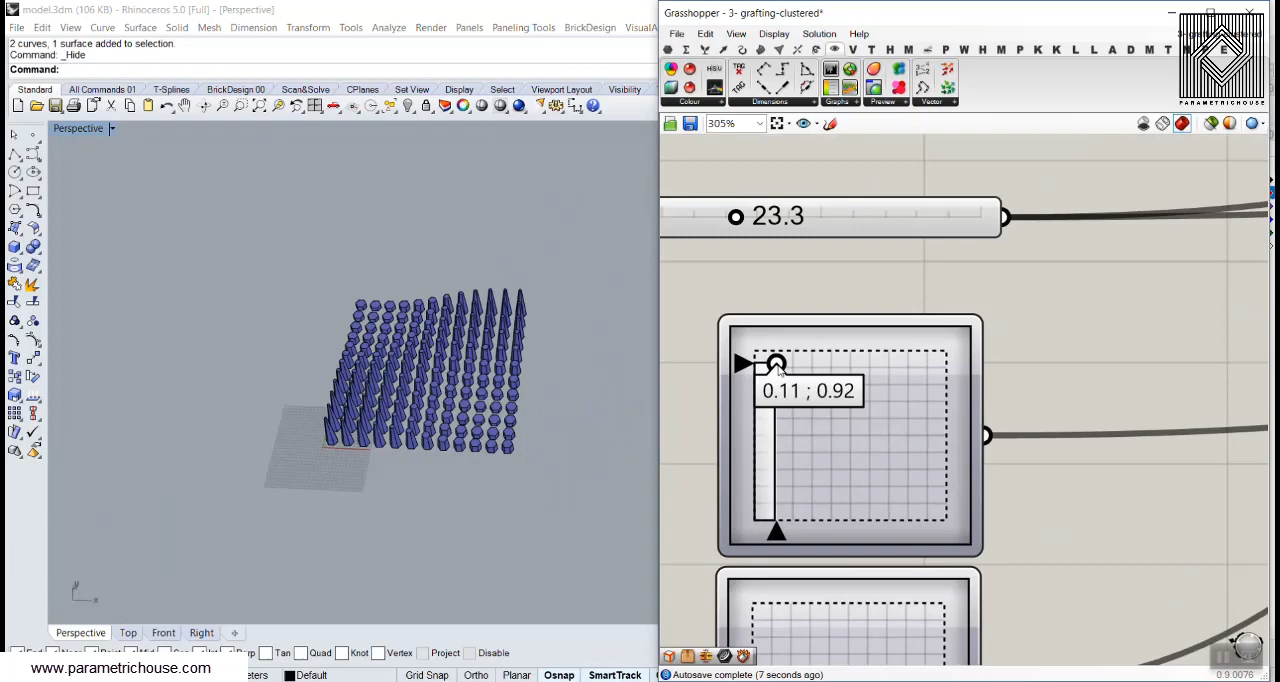 model.3dm (106 KB) - Rhinoceros 5.0 [Full] - [Perspective]
File Edit View Curve Surface Solid Mesh Dimension Transform Tools Analyze Render Panels Paneling Tools BrickDesign VisualA
2 curves, 1 surface added to selection.
Command: _Hide
Command:
Standard All Commands 01 T-Splines BrickDesign 00 Scan&Solve CPlanes Set View Display Select Viewport Layout Visibility
Perspective
Perspective Top Front Right
Tan Quad Knot Vertex Project Disable
www.parametrichouse.com
Default Grid Snap Ortho Planar Osnap SmartTrack
Grasshopper - 3- grafting-clustered*
File Edit View Display Solution Help
3- grafting-clustered*
V T H M P W H M P K K L L A D M T N P E
Colour Dimensions Graphs Preview Vector
PARAMETRICHOUSE
305%
23.3
0.11 ; 0.92
Autosave complete (7 seconds ago)
0.9.0076